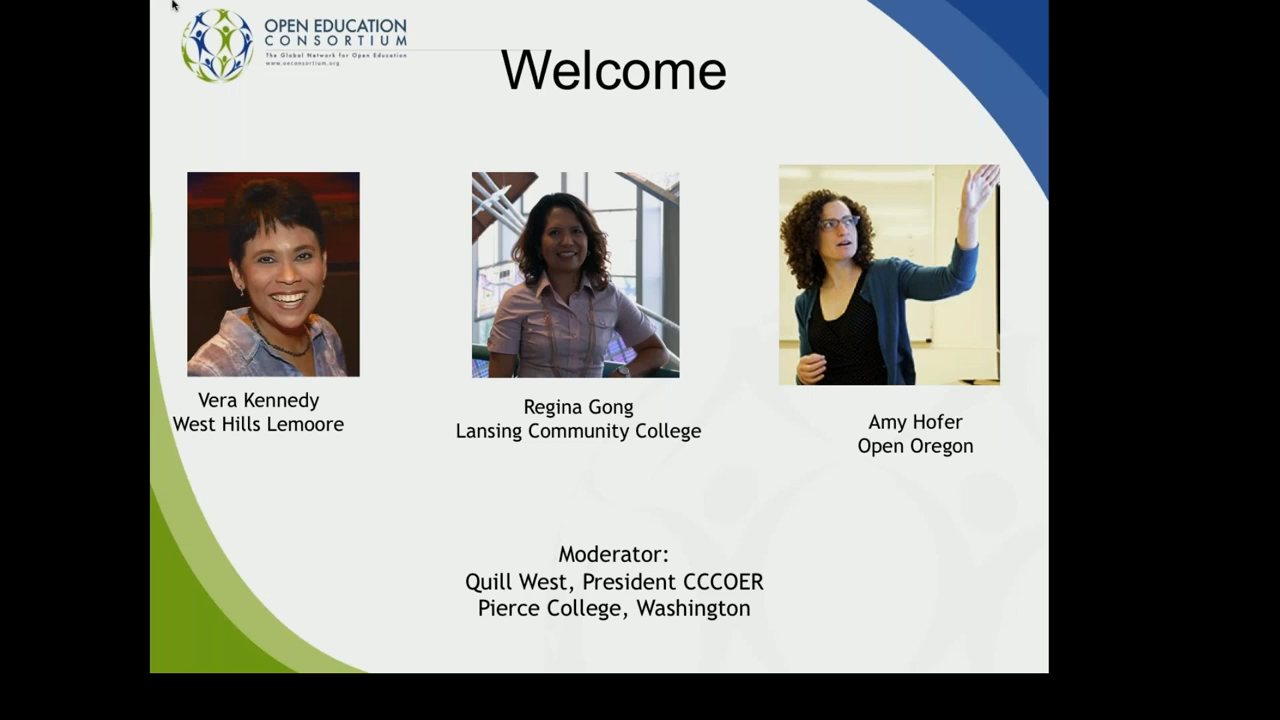 OPEN EDUCATION
CONSORTIUM
The Global Network for Open Education
www.oeconsortium.org
Welcome
Vera Kennedy
West Hills Lemoore
Regina Gong
Lansing Community College
Amy Hofer
Open Oregon
Moderator:
Quill West, President CCCOER
Pierce College, Washington